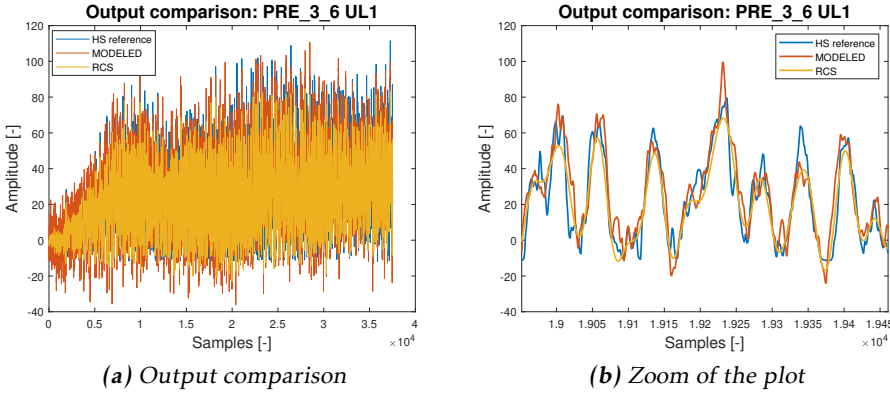 Output comparison: PRE_3_6 UL1
HS reference
MODELED
RCS
Amplitude [-]
120
100
80
60
40
20
0
-20
-40
0 0.5 1 1.5 2 2.5 3 3.5 4
Samples [-]
×10⁴
(a) Output comparison
Output comparison: PRE_3_6 UL1
HS reference
MODELED
RCS
Amplitude [-]
120
100
80
60
40
20
0
-20
-40
1.9 1.905 1.91 1.915 1.92 1.925 1.93 1.935 1.94 1.945
Samples [-]
×10⁴
(b) Zoom of the plot